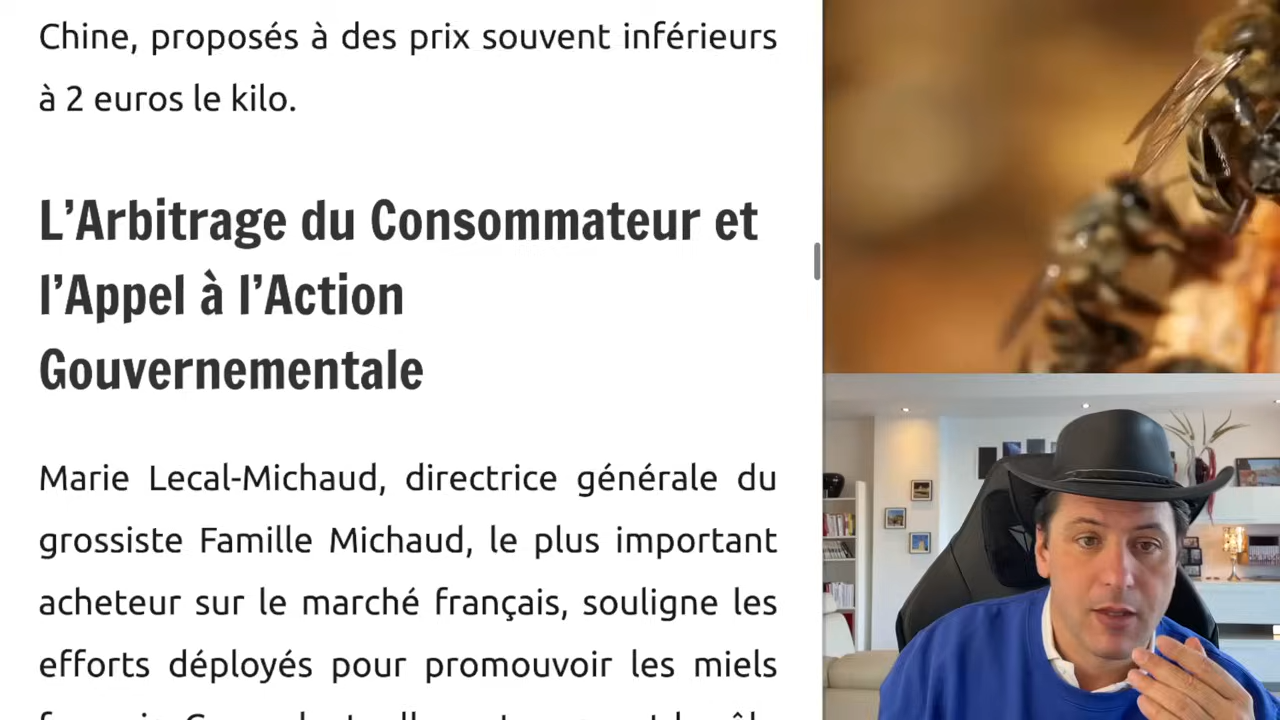 Chine, proposés à des prix souvent inférieurs
à 2 euros le kilo.
L’Arbitrage du Consommateur et
l’Appel à l’Action
Gouvernementale
Marie Lecal-Michaud, directrice générale du
grossiste Famille Michaud, le plus important
acheteur sur le marché français, souligne les
efforts déployés pour promouvoir les miels